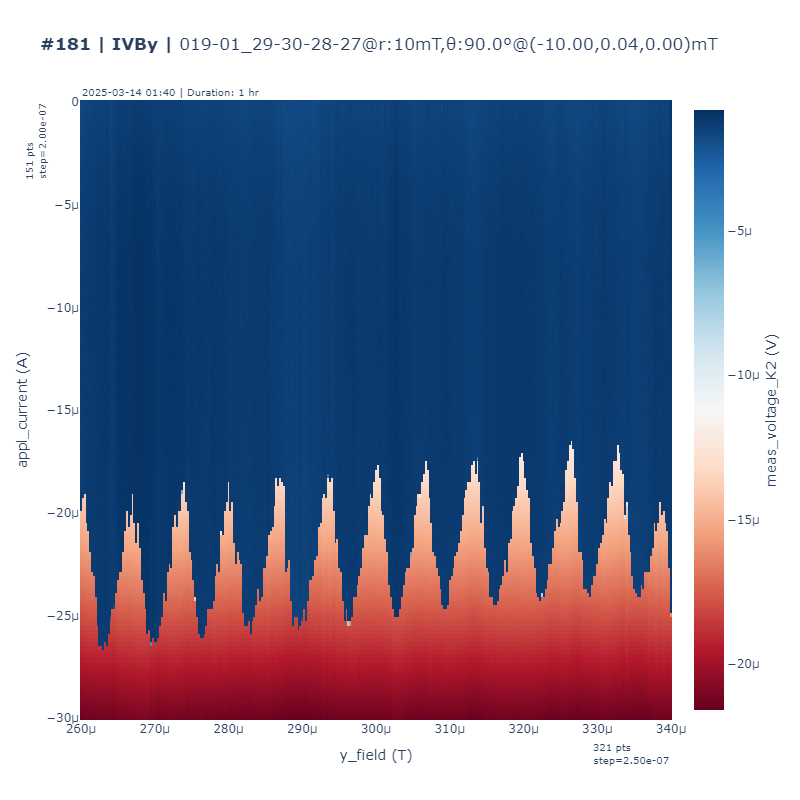 #181 | IVBy | 019-01_29-30-28-27@r:10mT,θ:90.0°@(-10.00,0.04,0.00)mT
2025-03-14 01:40 | Duration: 1 hr
151 pts
step=2.00e-07
appl_current (A)
0
−5μ
−10μ
−15μ
−20μ
−25μ
−30μ
260μ 270μ 280μ 290μ 300μ 310μ 320μ 330μ 340μ
y_field (T)
321 pts
step=2.50e-07
−5μ
−10μ
−15μ
−20μ
meas_voltage_K2 (V)